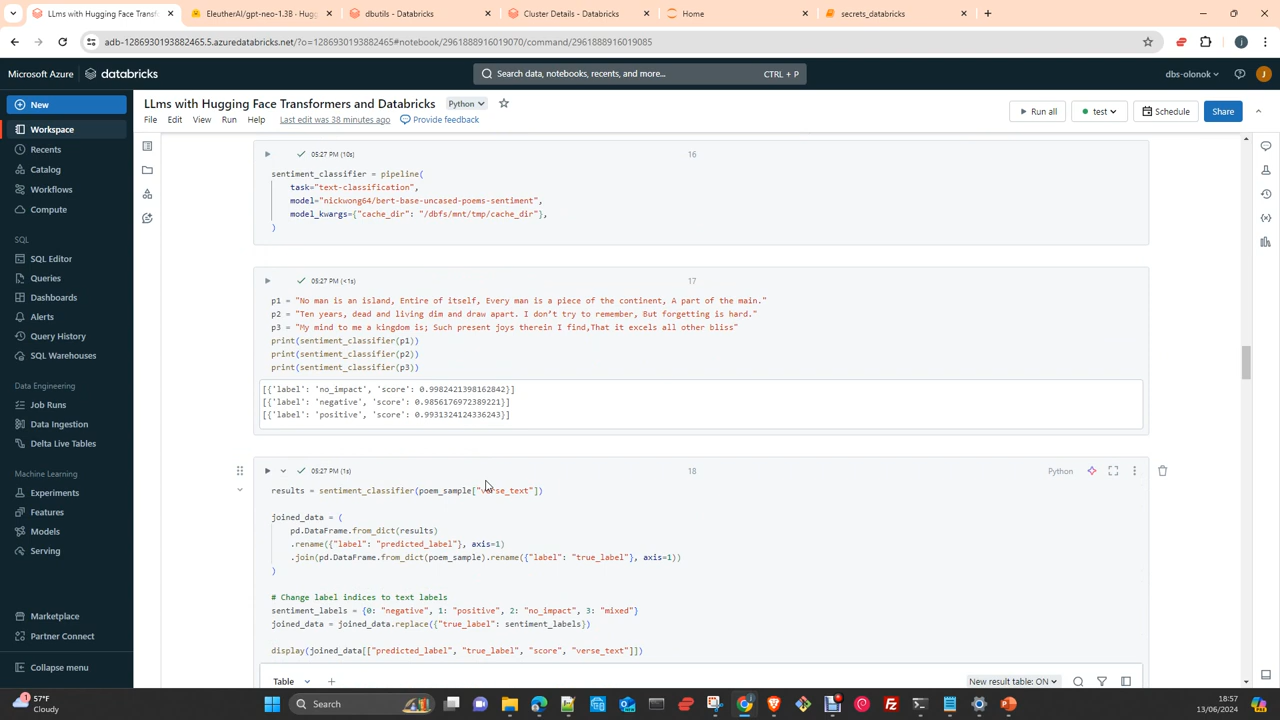 LLms with Hugging Face Transf
EleutherAI/gpt-neo-1.3B · Hugg
dbutils - Databricks
Cluster Details - Databricks
Home
secrets_databricks
adb-1286930193882465.5.azuredatabricks.net/?o=1286930193882465#notebook/2961888916019070/command/2961888916019085
Microsoft Azure databricks
Search data, notebooks, recents, and more... CTRL + P
dbs-olonok J
New
Workspace
Recents
Catalog
Workflows
Compute
SQL
SQL Editor
Queries
Dashboards
Alerts
Query History
SQL Warehouses
Data Engineering
Job Runs
Data Ingestion
Delta Live Tables
Machine Learning
Experiments
Features
Models
Serving
Marketplace
Partner Connect
Collapse menu
LLms with Hugging Face Transformers and Databricks Python
File Edit View Run Help Last edit was 38 minutes ago Provide feedback
Run all test Schedule Share
05:27 PM (10s) 16
sentiment_classifier = pipeline(
task="text-classification",
model="nickwong64/bert-base-uncased-poems-sentiment",
model_kwargs={"cache_dir": "/dbfs/mnt/tmp/cache_dir"},
)
05:27 PM (<1s) 17
p1 = "No man is an island, Entire of itself, Every man is a piece of the continent, A part of the main."
p2 = "Ten years, dead and living dim and draw apart. I don’t try to remember, But forgetting is hard."
p3 = "My mind to me a kingdom is; Such present joys therein I find,That it excels all other bliss"
print(sentiment_classifier(p1))
print(sentiment_classifier(p2))
print(sentiment_classifier(p3))
[{'label': 'no_impact', 'score': 0.9982421398162842}]
[{'label': 'negative', 'score': 0.9856176972389221}]
[{'label': 'positive', 'score': 0.9931324124336243}]
05:27 PM (1s) 18 Python
results = sentiment_classifier(poem_sample["verse_text"])
joined_data = (
pd.DataFrame.from_dict(results)
.rename({"label": "predicted_label"}, axis=1)
.join(pd.DataFrame.from_dict(poem_sample).rename({"label": "true_label"}, axis=1))
)
# Change label indices to text labels
sentiment_labels = {0: "negative", 1: "positive", 2: "no_impact", 3: "mixed"}
joined_data = joined_data.replace({"true_label": sentiment_labels})
display(joined_data[["predicted_label", "true_label", "score", "verse_text"]])
Table + New result table: ON
57°F
Cloudy
Search
18:57
13/06/2024